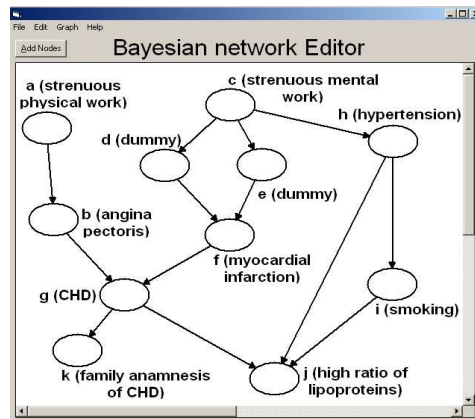 File Edit Graph Help
Add Nodes
Bayesian network Editor
a (strenuous
physical work)
c (strenuous mental
work)
h (hypertension)
d (dummy)
e (dummy)
b (angina
pectoris)
f (myocardial
infarction)
g (CHD)
i (smoking)
k (family anamnesis
of CHD)
j (high ratio of
lipoproteins)